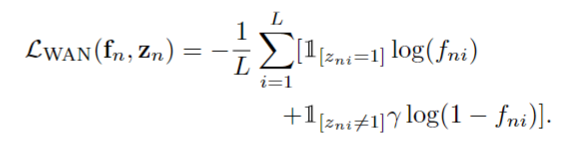 $\mathcal{L}_{\mathrm{WAN}}(\mathbf{f}_n, \mathbf{z}_n) = -\frac{1}{L} \sum_{i=1}^{L} [\mathbb{1}_{[z_{ni}=1]} \log(f_{ni})$
$+ \mathbb{1}_{[z_{ni} \neq 1]} \gamma \log(1 - f_{ni})].$